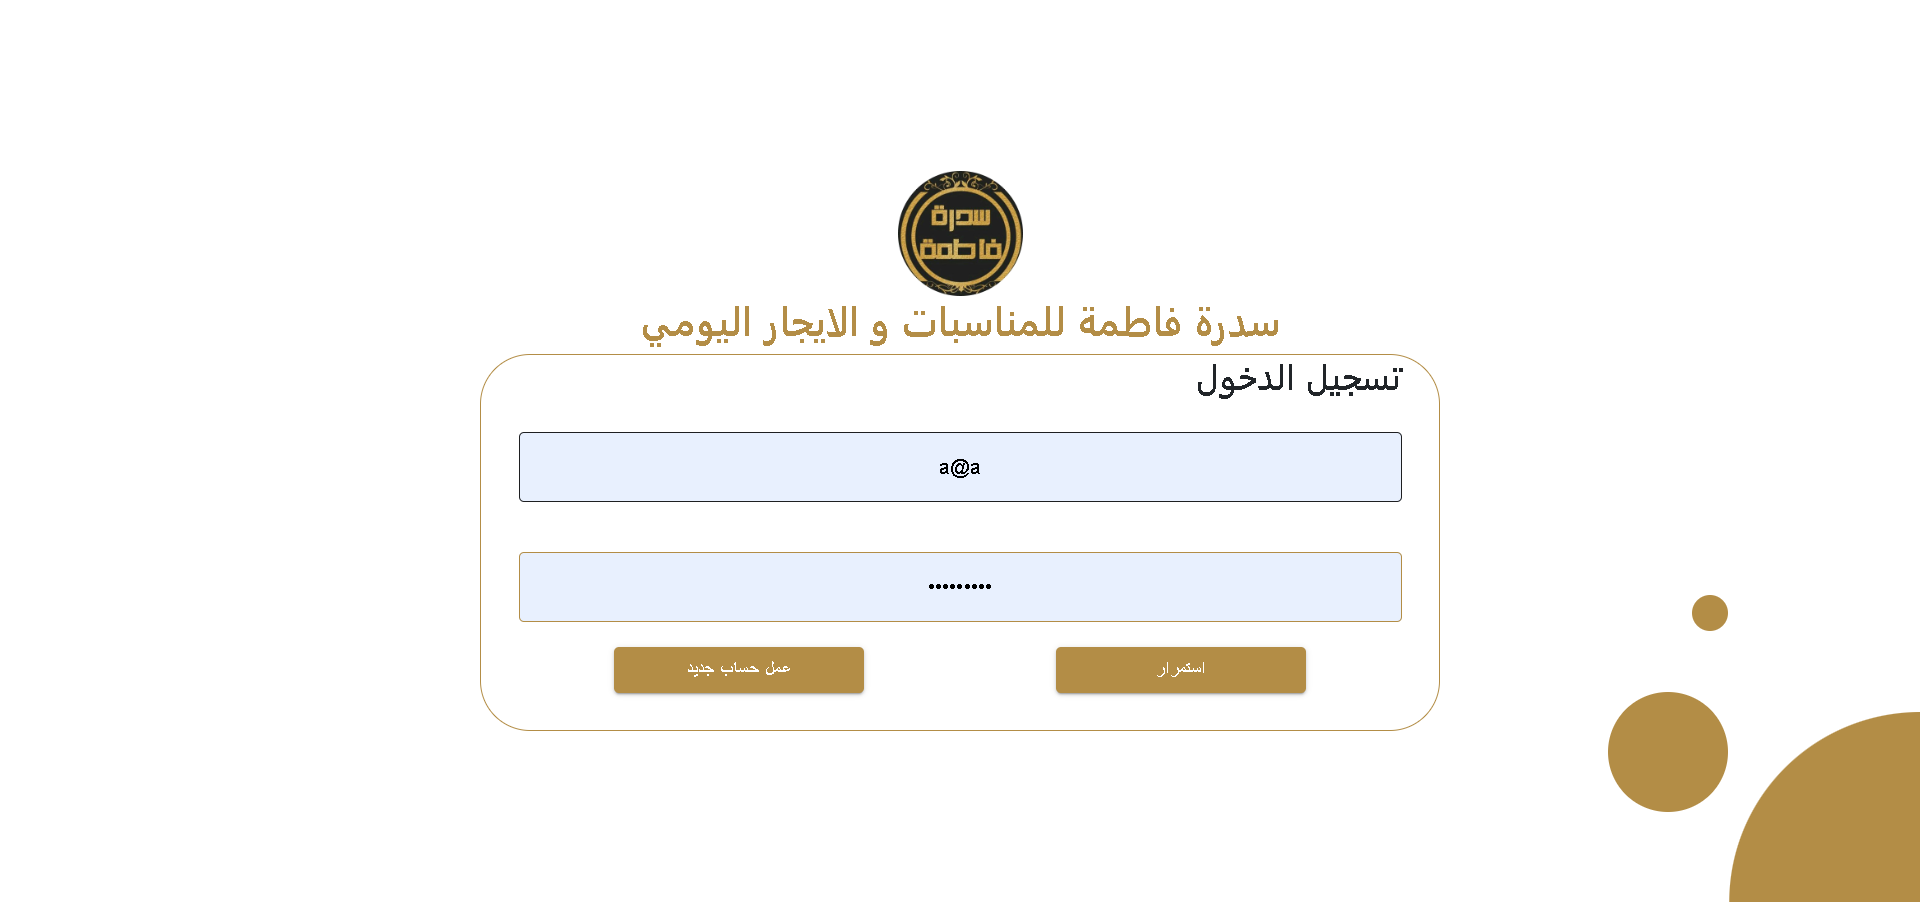 سدرة
فاطمة
سدرة فاطمة للمناسبات و الايجار اليومي
تسجيل الدخول
a@a
•••••••••
استمرار
عمل حساب جديد